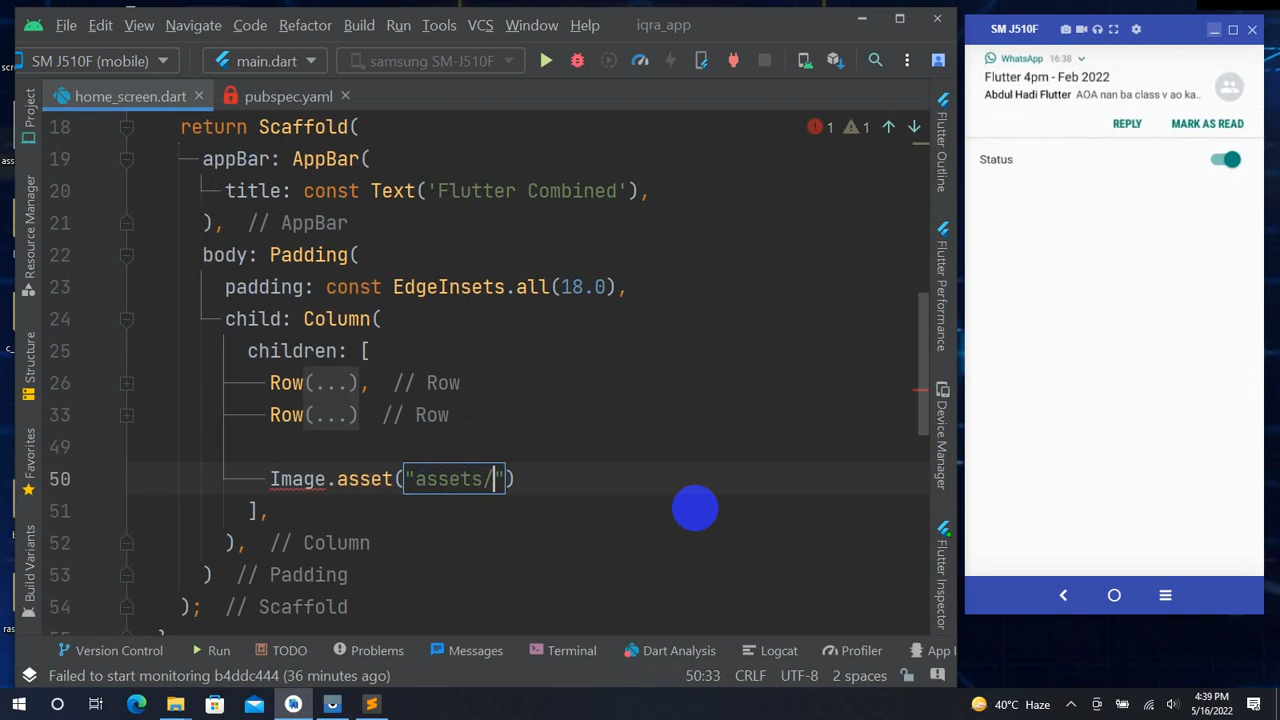 File Edit View Navigate Code Refactor Build Run Tools VCS Window Help iqra_app
SM J510F (mobile) main.dart samsung SM-J510F
home_screen.dart pubspec.yaml
18 return Scaffold(
1 1
19 appBar: AppBar(
20 title: const Text('Flutter Combined'),
21 ), // AppBar
22 body: Padding(
23 padding: const EdgeInsets.all(18.0),
24 child: Column(
25 children: [
26 Row(...), // Row
33 Row(...) // Row
49
50 Image.asset("assets/")
51 ],
52 ), // Column
53 ) // Padding
54 ); // Scaffold
Project
Resource Manager
Structure
Favorites
Build Variants
Flutter Outline
Flutter Performance
Device Manager
Flutter Inspector
Version Control Run TODO Problems Terminal Messages Dart Analysis Logcat Profiler App I
Failed to start monitoring b4d1c444 (36 minutes ago) 50:33 CRLF UTF-8 2 spaces
SM J510F
WhatsApp 16:38
Flutter 4pm - Feb 2022
Abdul Hadi Flutter AOA nan ba class v ao ka..
REPLY MARK AS READ
Status
40°C Haze
4:39 PM
5/16/2022